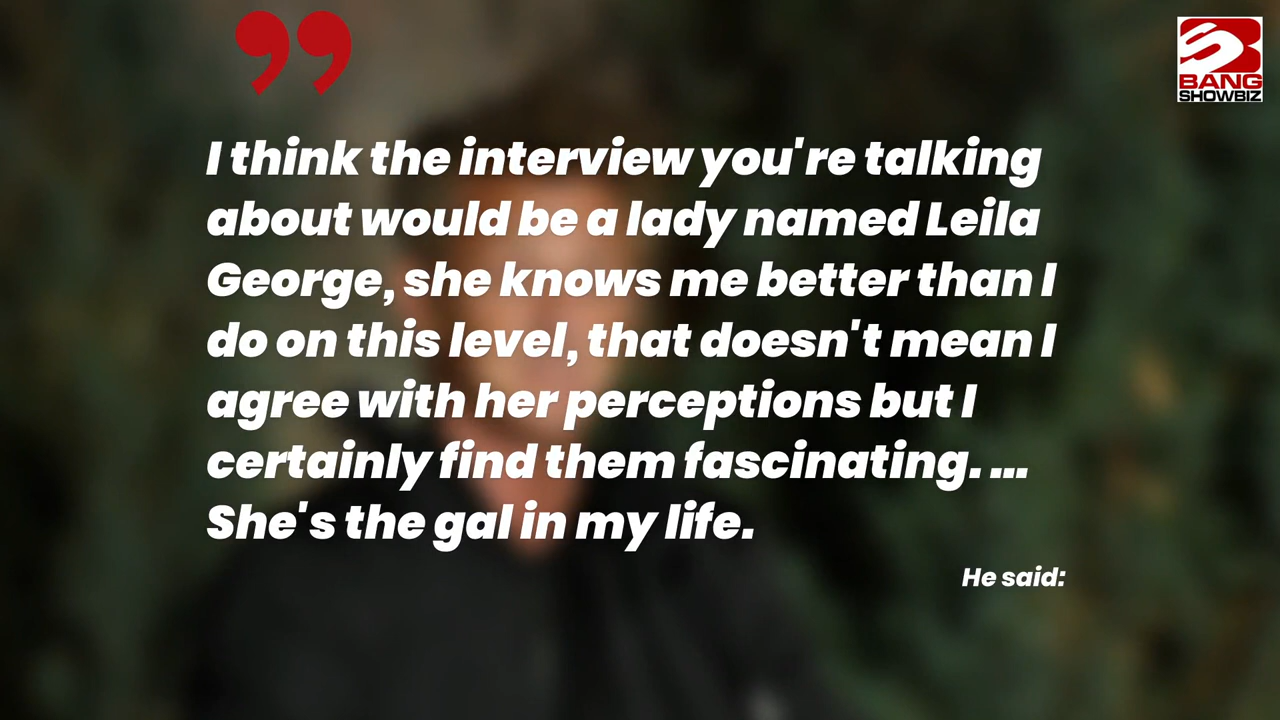 ”
I think the interview you're talking
about would be a lady named Leila
George, she knows me better than I
do on this level, that doesn't mean I
agree with her perceptions but I
certainly find them fascinating. ...
She's the gal in my life.
He said:
BANG
SHOWBIZ